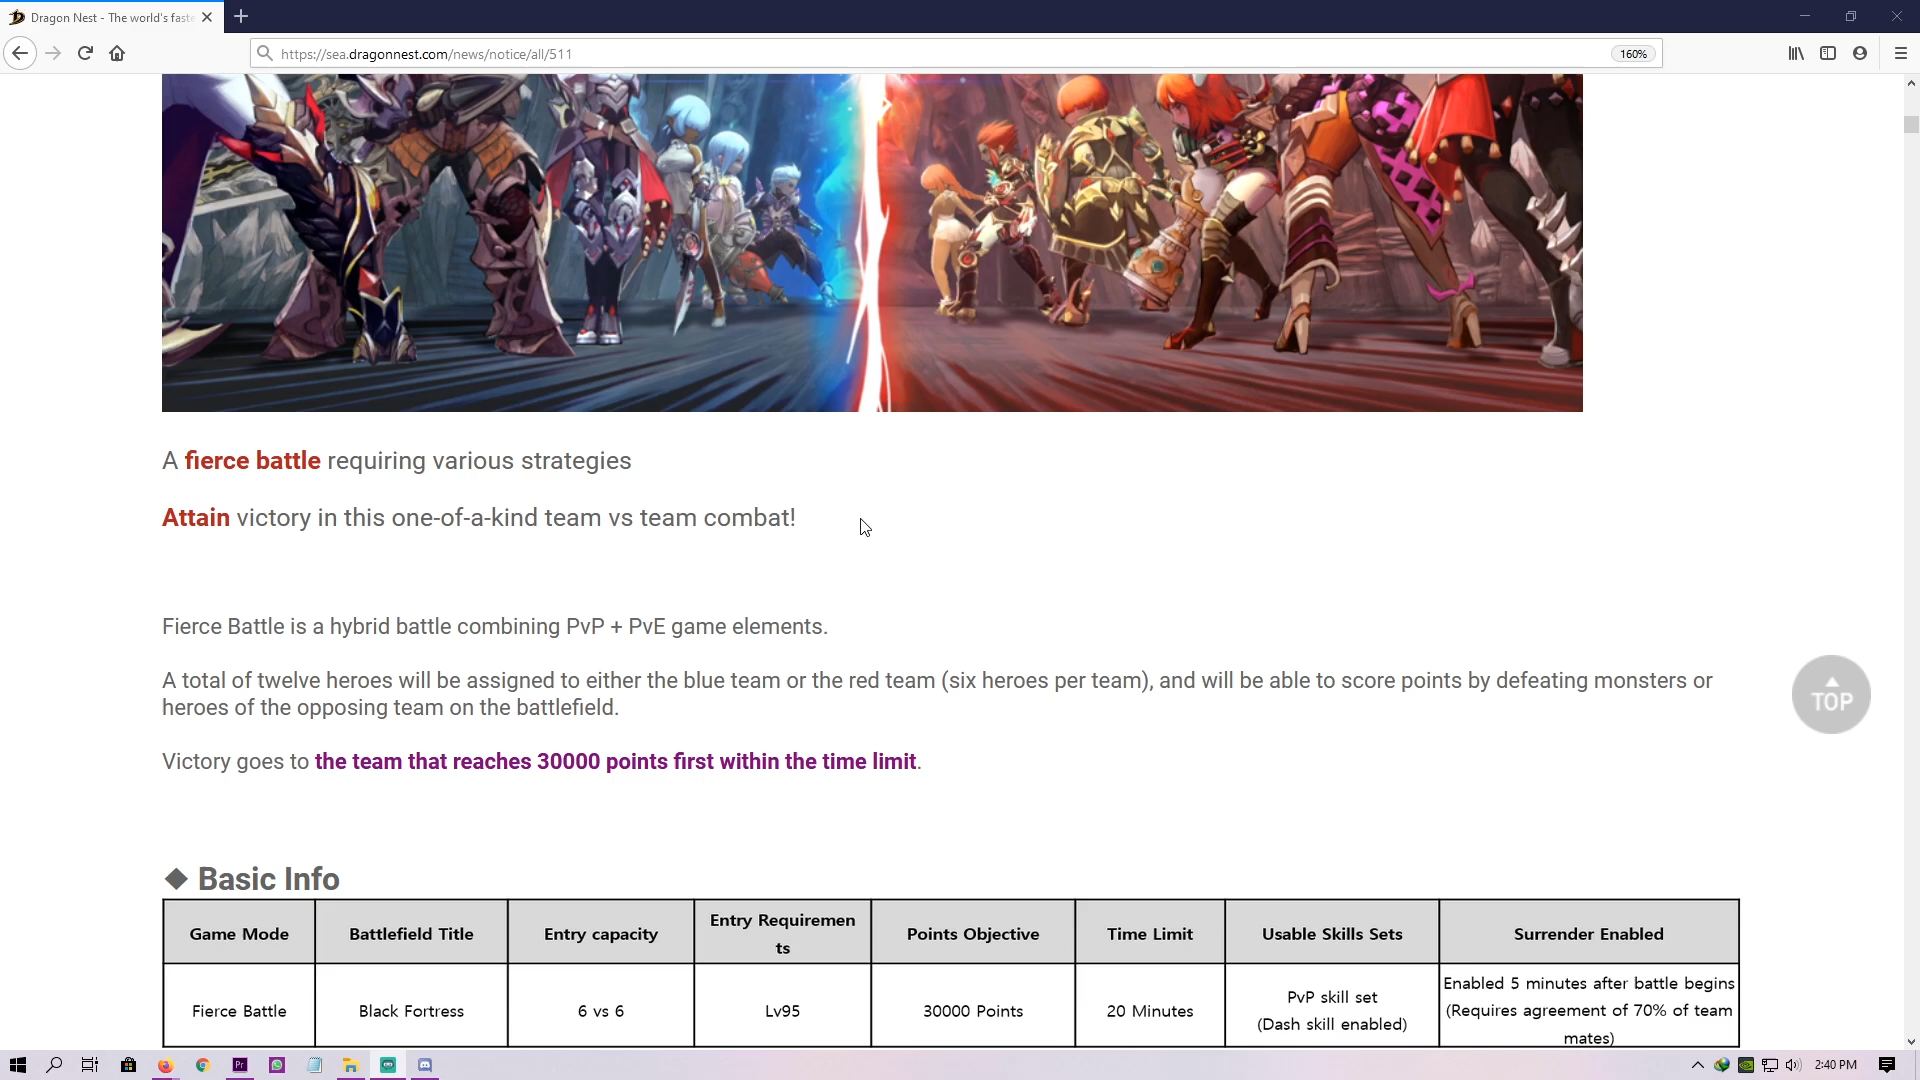 Dragon Nest - The world's faste
https://sea.dragonnest.com/news/notice/all/511
160%
A fierce battle requiring various strategies
Attain victory in this one-of-a-kind team vs team combat!
Fierce Battle is a hybrid battle combining PvP + PvE game elements.
A total of twelve heroes will be assigned to either the blue team or the red team (six heroes per team), and will be able to score points by defeating monsters or
heroes of the opposing team on the battlefield.
TOP
Victory goes to the team that reaches 30000 points first within the time limit.
❖ Basic Info
Game Mode
Battlefield Title
Entry capacity
Entry Requiremen
ts
Points Objective
Time Limit
Usable Skills Sets
Surrender Enabled
Fierce Battle
Black Fortress
6 vs 6
Lv95
30000 Points
20 Minutes
PvP skill set
(Dash skill enabled)
Enabled 5 minutes after battle begins
(Requires agreement of 70% of team
mates)
Pr
2:40 PM